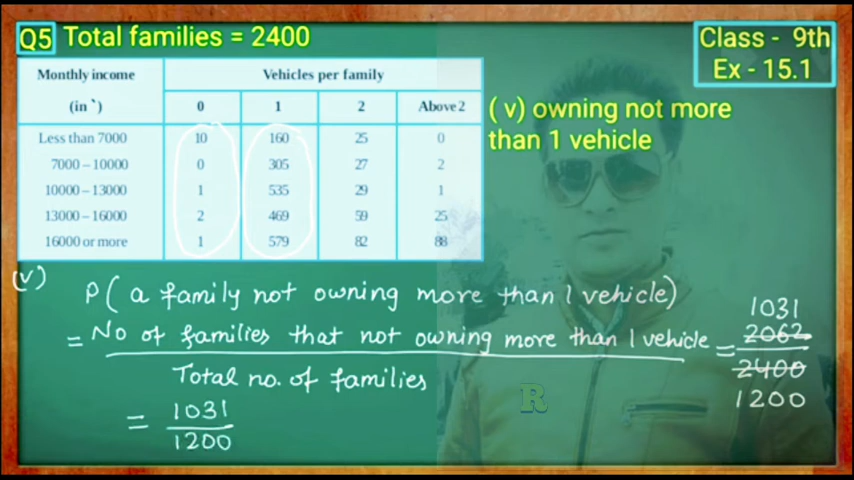 Q5 Total families = 2400
Class - 9th
Ex - 15.1
Monthly income Vehicles per family
(in `) 0 1 2 Above 2
Less than 7000 10 160 25 0
7000 – 10000 0 305 27 2
10000 – 13000 1 535 29 1
13000 – 16000 2 469 59 25
16000 or more 1 579 82 88
(v) owning not more
than 1 vehicle
(v)
P( a family not owning more than 1 vehicle)
= No of families that not owning more than 1 vehicle
Total no. of families
= 1031
2062
2400
1200
= 1031
1200
R